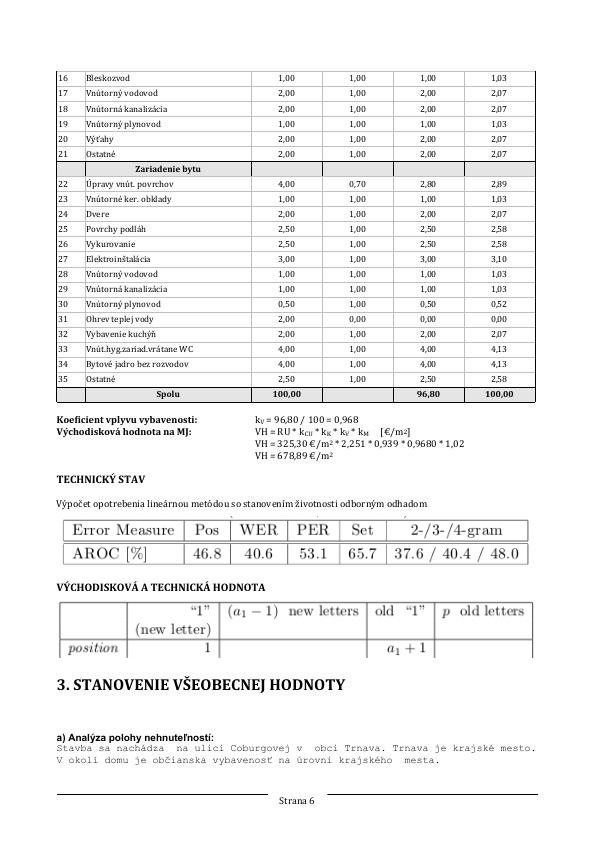 16 Bleskozvod 1,00 1,00 1,00 1,03
17 Vnútorný vodovod 2,00 1,00 2,00 2,07
18 Vnútorná kanalizácia 2,00 1,00 2,00 2,07
19 Vnútorný plynovod 1,00 1,00 1,00 1,03
20 Výťahy 2,00 1,00 2,00 2,07
21 Ostatné 2,00 1,00 2,00 2,07
Zariadenie bytu
22 Úpravy vnút. povrchov 4,00 0,70 2,80 2,89
23 Vnútorné ker. obklady 1,00 1,00 1,00 1,03
24 Dvere 2,00 1,00 2,00 2,07
25 Povrchy podláh 2,50 1,00 2,50 2,58
26 Vykurovanie 2,50 1,00 2,50 2,58
27 Elektroinštalácia 3,00 1,00 3,00 3,10
28 Vnútorný vodovod 1,00 1,00 1,00 1,03
29 Vnútorná kanalizácia 1,00 1,00 1,00 1,03
30 Vnútorný plynovod 0,50 1,00 0,50 0,52
31 Ohrev teplej vody 2,00 0,00 0,00 0,00
32 Vybavenie kuchýň 2,00 1,00 2,00 2,07
33 Vnút.hyg.zariad.vrátane WC 4,00 1,00 4,00 4,13
34 Bytové jadro bez rozvodov 4,00 1,00 4,00 4,13
35 Ostatné 2,50 1,00 2,50 2,58
Spolu 100,00 96,80 100,00
Koeficient vplyvu vybavenosti: kV = 96,80 / 100 = 0,968
Východisková hodnota na MJ: VH = RU * kCU * kK * kV * kM [€/m²]
VH = 325,30 €/m² * 2,251 * 0,939 * 0,9680 * 1,02
VH = 678,89 €/m²
TECHNICKÝ STAV
Výpočet opotrebenia lineárnou metódou so stanovením životnosti odborným odhadom
Error Measure Pos WER PER Set 2-/3-/4-gram
AROC [%] 46.8 40.6 53.1 65.7 37.6 / 40.4 / 48.0
VÝCHODISKOVÁ A TECHNICKÁ HODNOTA
"1" (a₁ − 1) new letters old "1" p old letters
(new letter)
position 1 a₁ + 1
3. STANOVENIE VŠEOBECNEJ HODNOTY
a) Analýza polohy nehnuteľností:
Stavba sa nachádza na ulici Coburgovej v obci Trnava. Trnava je krajské mesto.
V okolí domu je občianska vybavenosť na úrovni krajského mesta.
Strana 6